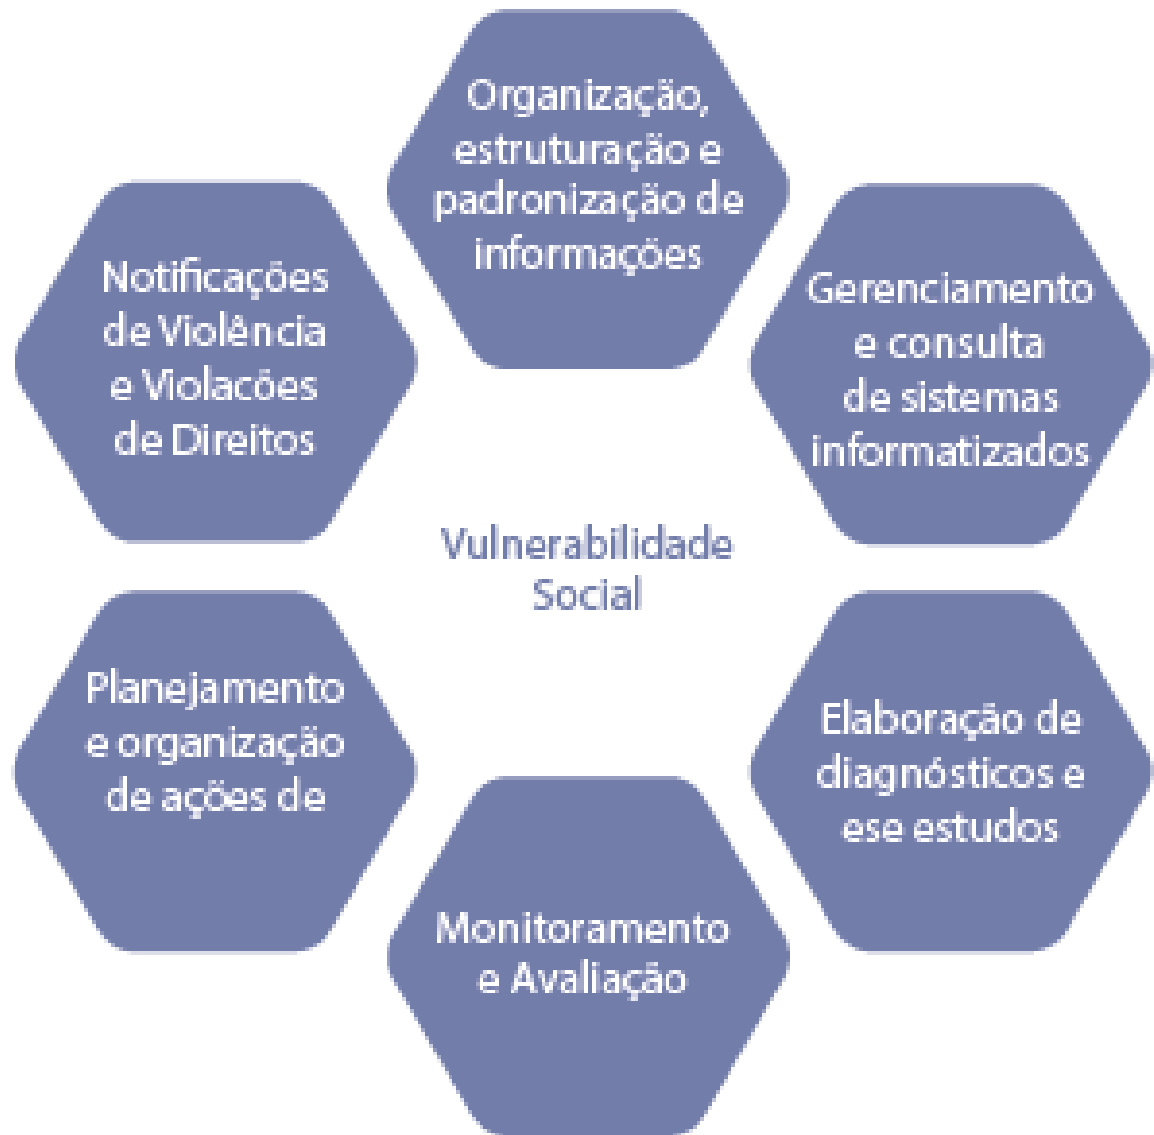 Organização,
estruturação e
padronização de
informações
Gerenciamento
e consulta
de sistemas
informatizados
Elaboração de
diagnósticos e
ese estudos
Monitoramento
e Avaliação
Planejamento
e organização
de ações de
Notificações
de Violência
e Violacões
de Direitos
Vulnerabilidade
Social